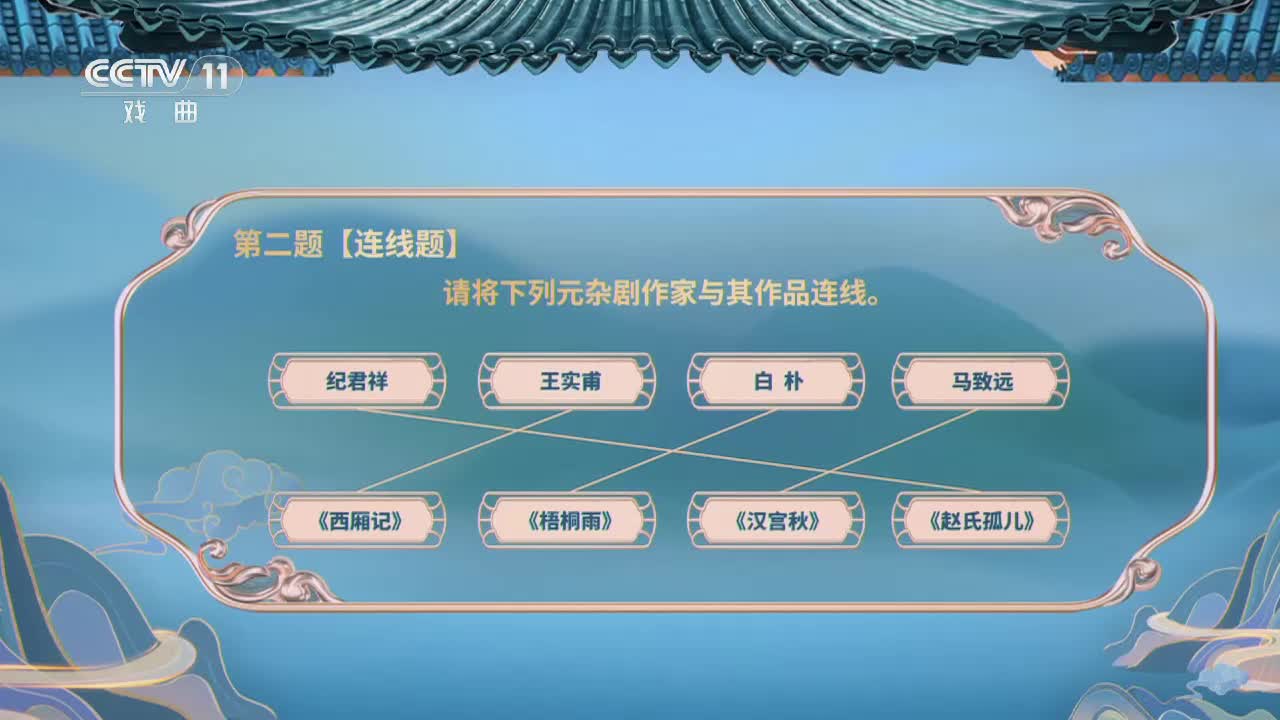 CCTV 11
戏曲
第二题【连线题】
请将下列元杂剧作家与其作品连线。
纪君祥 王实甫 白朴 马致远
《西厢记》 《梧桐雨》 《汉宫秋》 《赵氏孤儿》